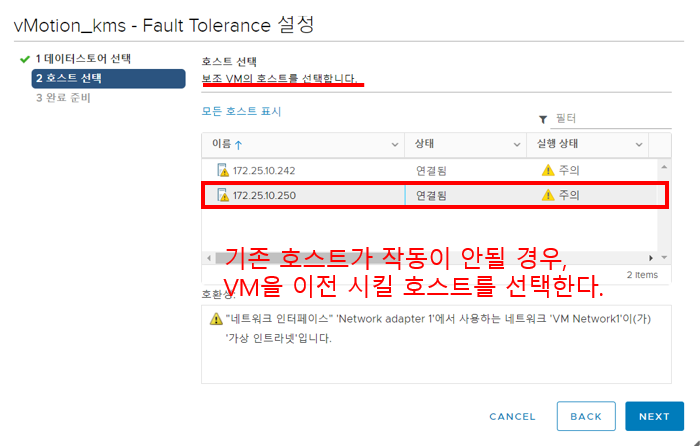 vMotion_kms - Fault Tolerance 설정
1 데이터스토어 선택
2 호스트 선택
3 완료 준비
호스트 선택
보조 VM의 호스트를 선택합니다.
모든 호스트 표시
필터
이름 상태 실행 상태
172.25.10.242 연결됨 주의
172.25.10.250 연결됨 주의
기존 호스트가 작동이 안될 경우,
VM을 이전 시킬 호스트를 선택한다.
2 items
호환성:
"네트워크 인터페이스" 'Network adapter 1'에서 사용하는 네트워크 'VM Network1'이(가)
'가상 인트라넷'입니다.
CANCEL BACK NEXT